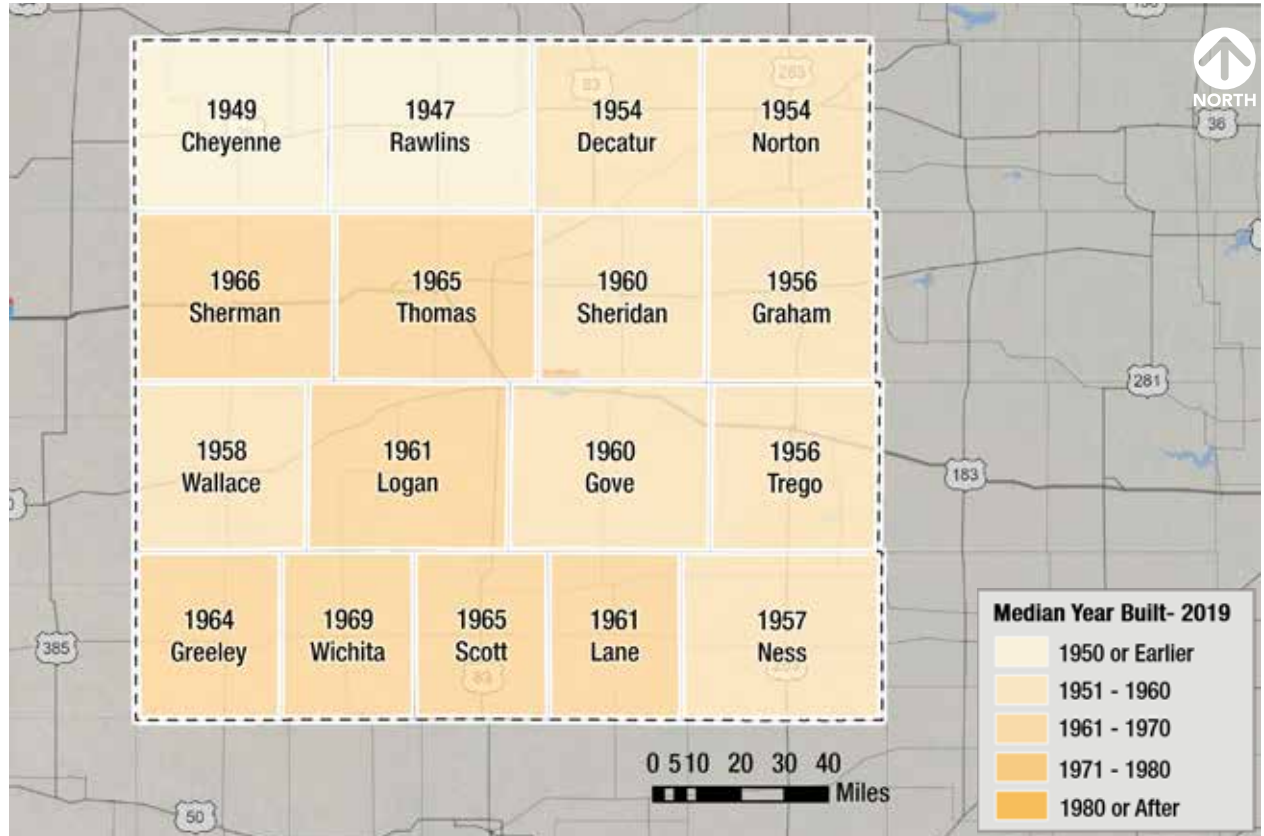 NORTH
36
1949
Cheyenne
1947
Rawlins
83
1954
Decatur
283
1954
Norton
1966
Sherman
1965
Thomas
1960
Sheridan
1956
Graham
281
1958
Wallace
1961
Logan
1960
Gove
1956
Trego
183
1964
Greeley
1969
Wichita
1965
Scott
83
1961
Lane
1957
Ness
385
50
0 5 10 20 30 40
Miles
Median Year Built- 2019
1950 or Earlier
1951 - 1960
1961 - 1970
1971 - 1980
1980 or After